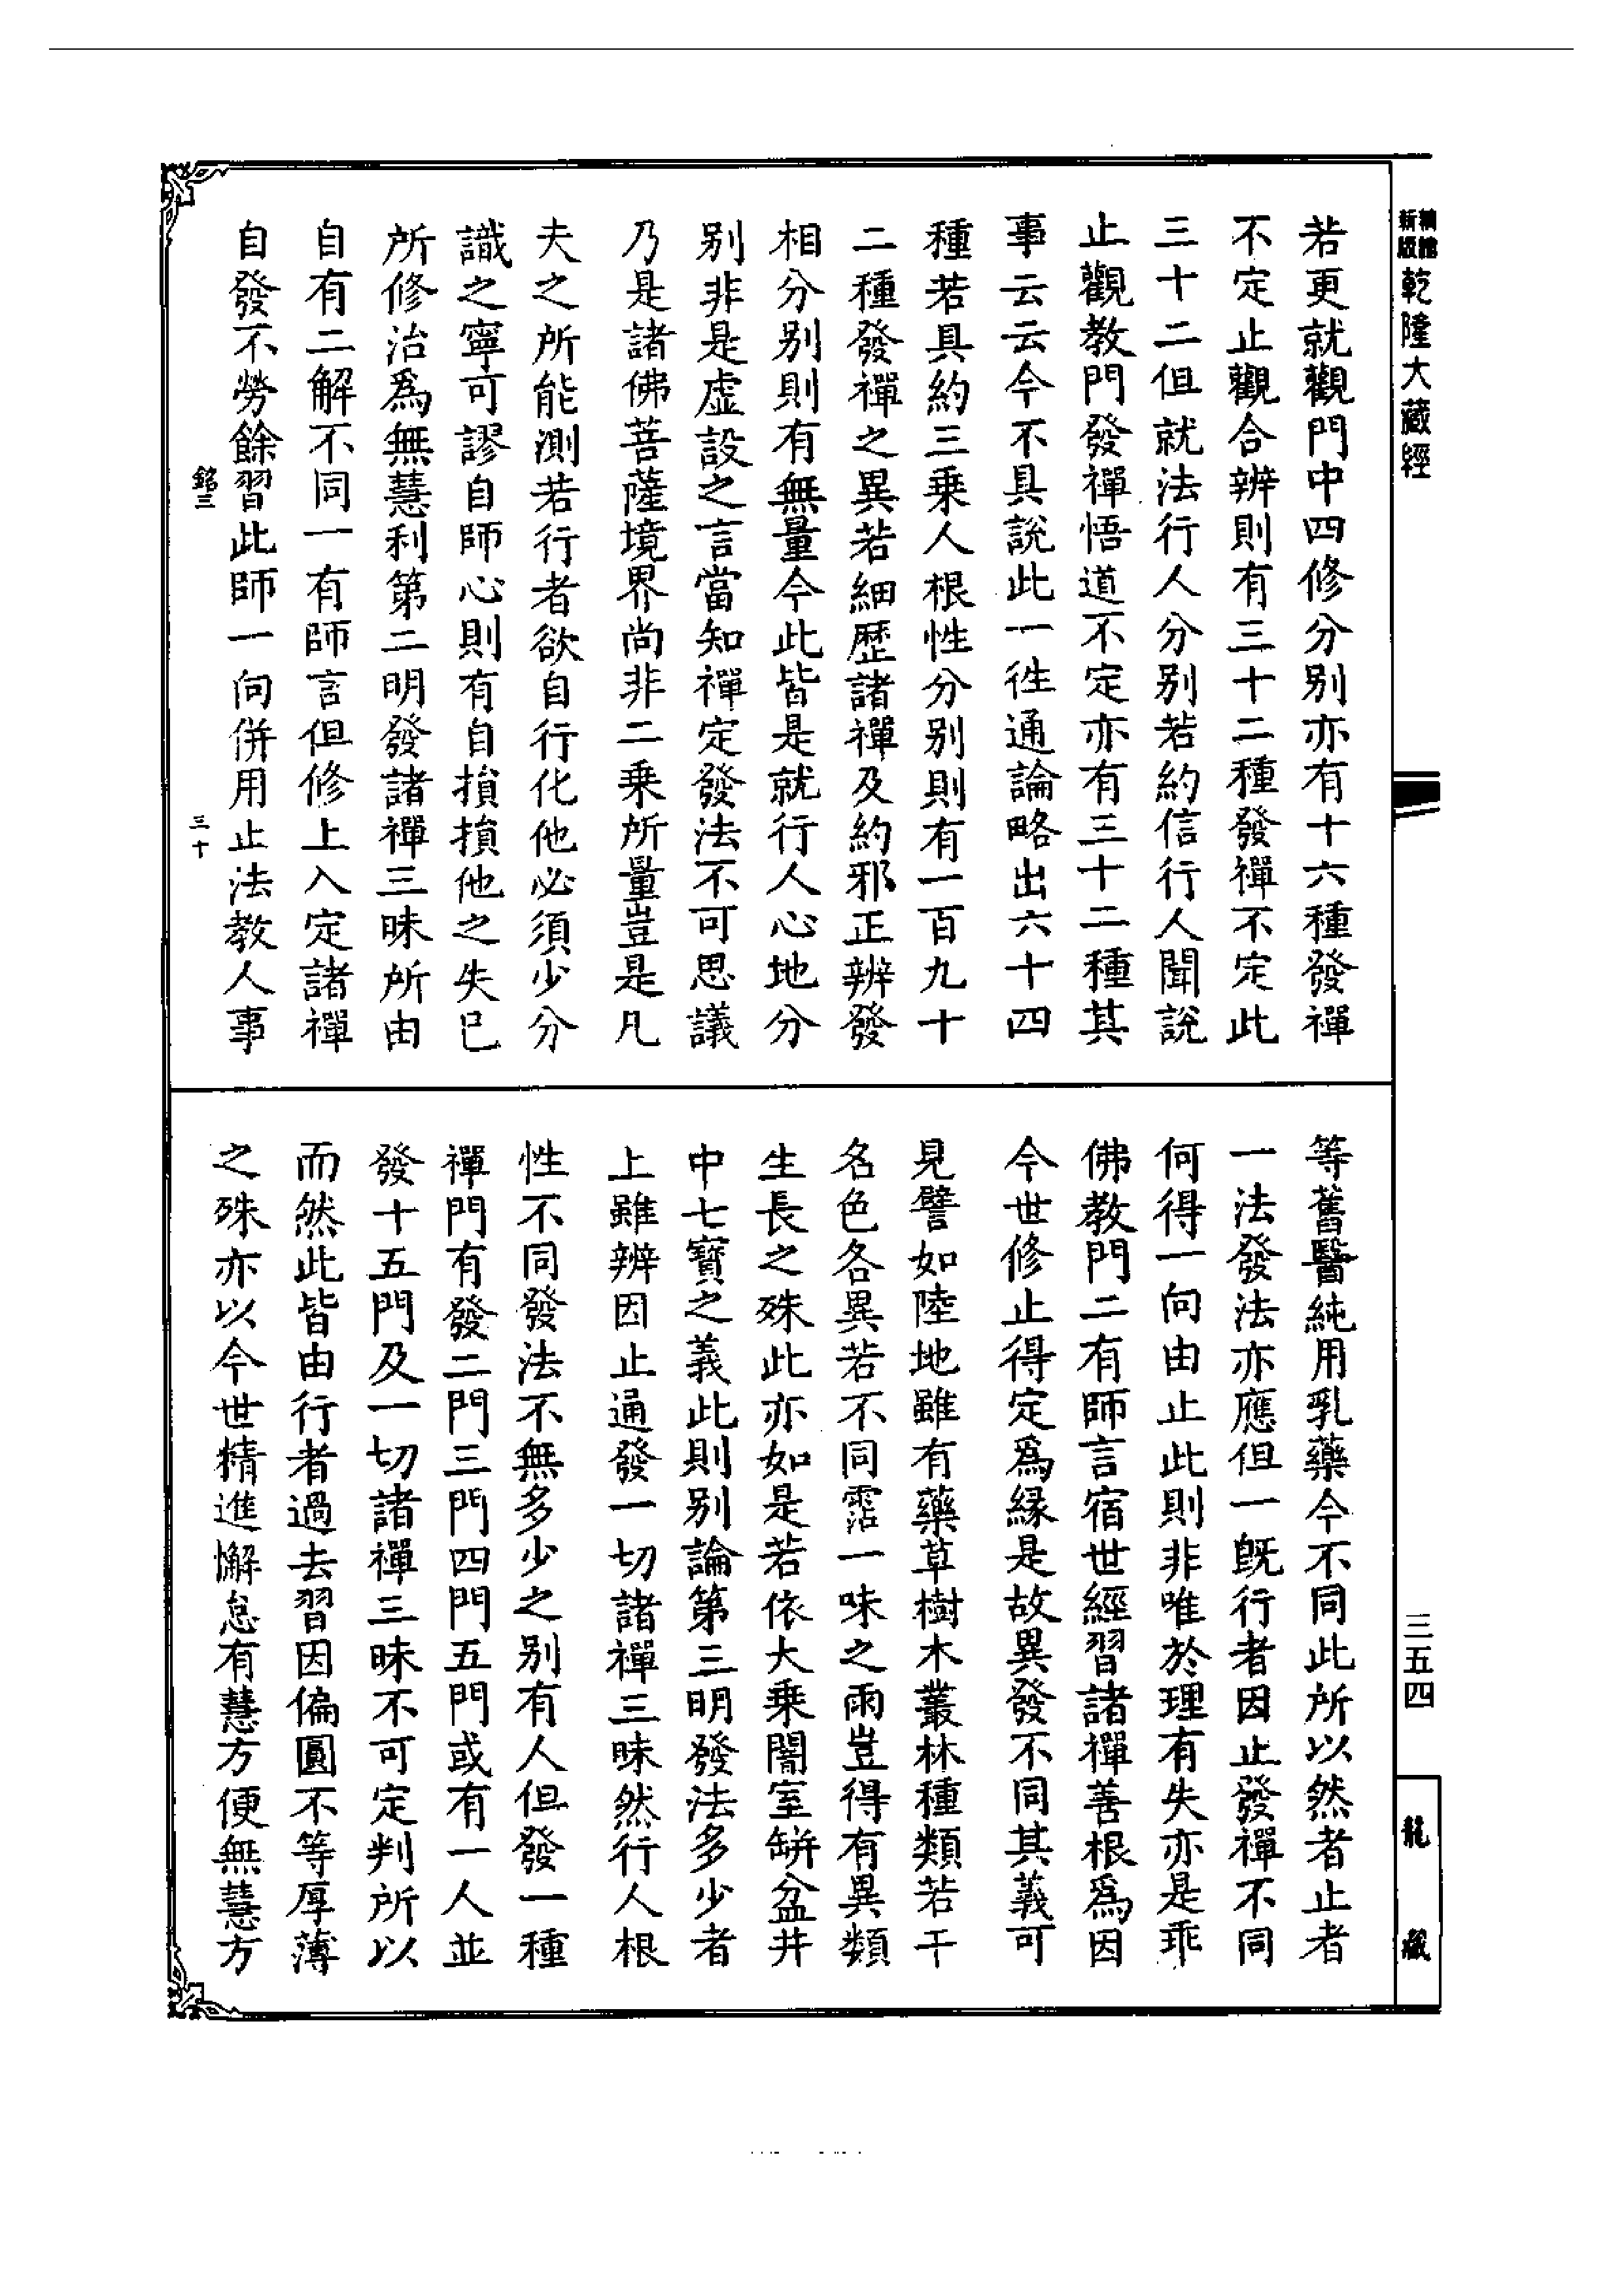 新版
精縮
乾隆大藏經
三五四
龍藏
若更就觀門中四修分別亦有十六種發禪
不定止觀合辨則有三十二種發禪不定此
三十二但就法行人分別若約信行人聞說
止觀教門發禪悟道不定亦有三十二種其
事云云今不具說此一徃通論略出六十四
種若具約三乘人根性分別則有一百九十
二種發禪之異若細歷諸禪及約邪正辨發
相分別則有無量今此皆是就行人心地分
別非是虛設之言當知禪定發法不可思議
乃是諸佛菩薩境界尚非二乘所量豈是凡
夫之所能測若行者欲自行化他必須少分
識之寧可謬自師心則有自損損他之失已
所修治爲無慧利第二明發諸禪三昧所由
自有二解不同一有師言但修上入定諸禪
自發不勞餘習此師一向併用止法教人事
銘三
三十
等舊醫純用乳藥今不同此所以然者止者
一法發法亦應但一旣行者因止發禪不同
何得一向由止此則非唯於理有失亦是乖
佛教門二有師言宿世經習諸禪善根爲因
今世修止得定爲緣是故異發不同其義可
見譬如陸地雖有藥草樹木叢林種類若干
名色各異若不同霑一味之雨豈得有異類
生長之殊此亦如是若依大乘闇室缾盆井
中七寶之義此則別論第三明發法多少者
上雖辨因止通發一切諸禪三昧然行人根
性不同發法不無多少之別有人但發一種
禪門有發二門三門四門五門或有一人並
發十五門及一切諸禪三昧不可定判所以
而然此皆由行者過去習因偏圓不等厚薄
之殊亦以今世精進懈怠有慧方便無慧方